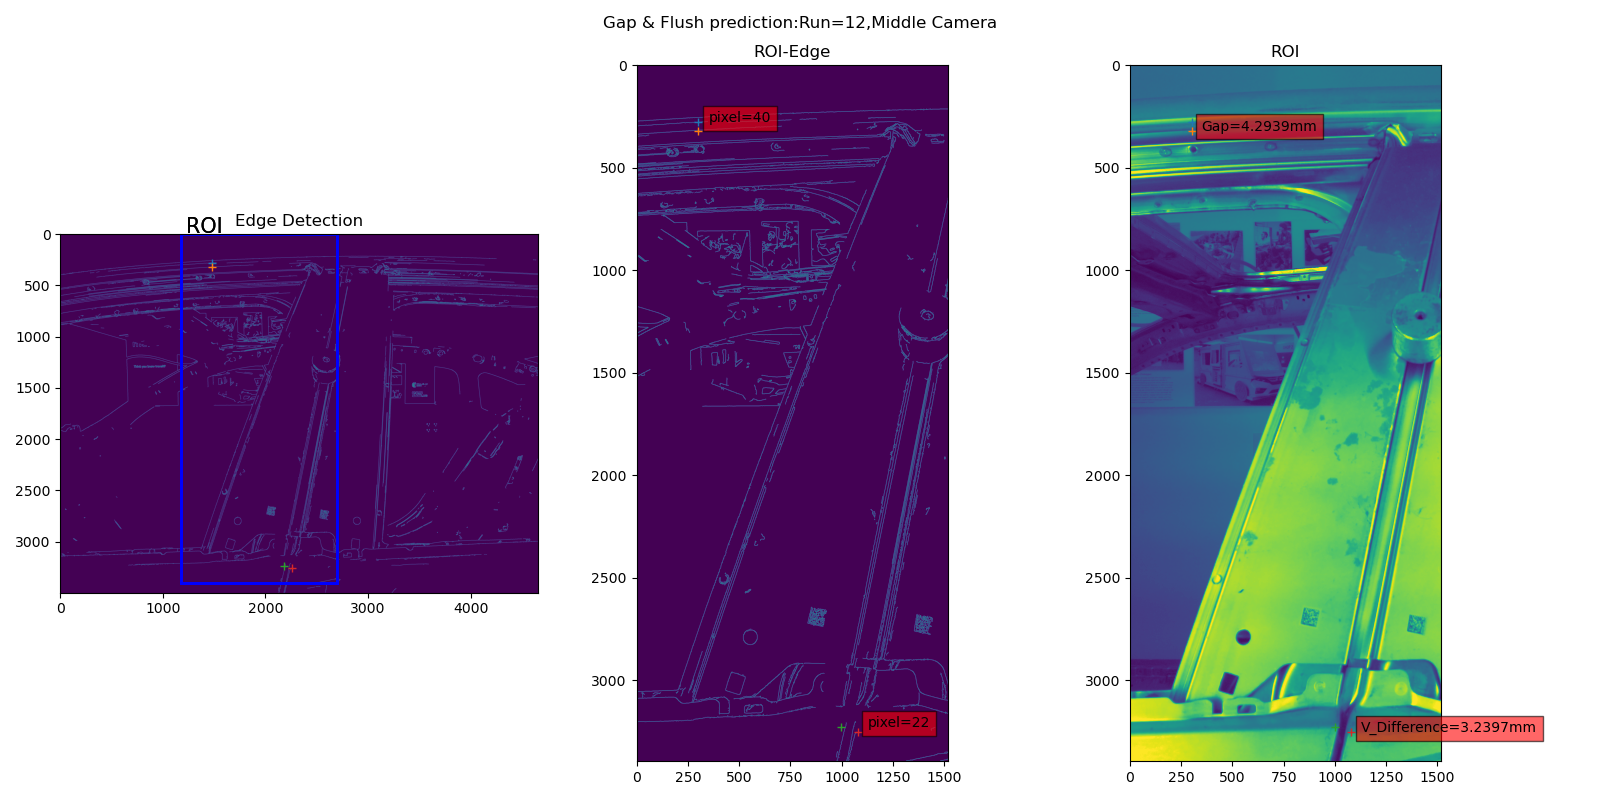 Gap & Flush prediction:Run=12,Middle Camera
ROI Edge Detection
0
500
1000
1500
2000
2500
3000
0 1000 2000 3000 4000
ROI-Edge
0
500
1000
1500
2000
2500
3000
0 250 500 750 1000 1250 1500
pixel=40
pixel=22
ROI
0
500
1000
1500
2000
2500
3000
0 250 500 750 1000 1250 1500
Gap=4.2939mm
V_Difference=3.2397mm